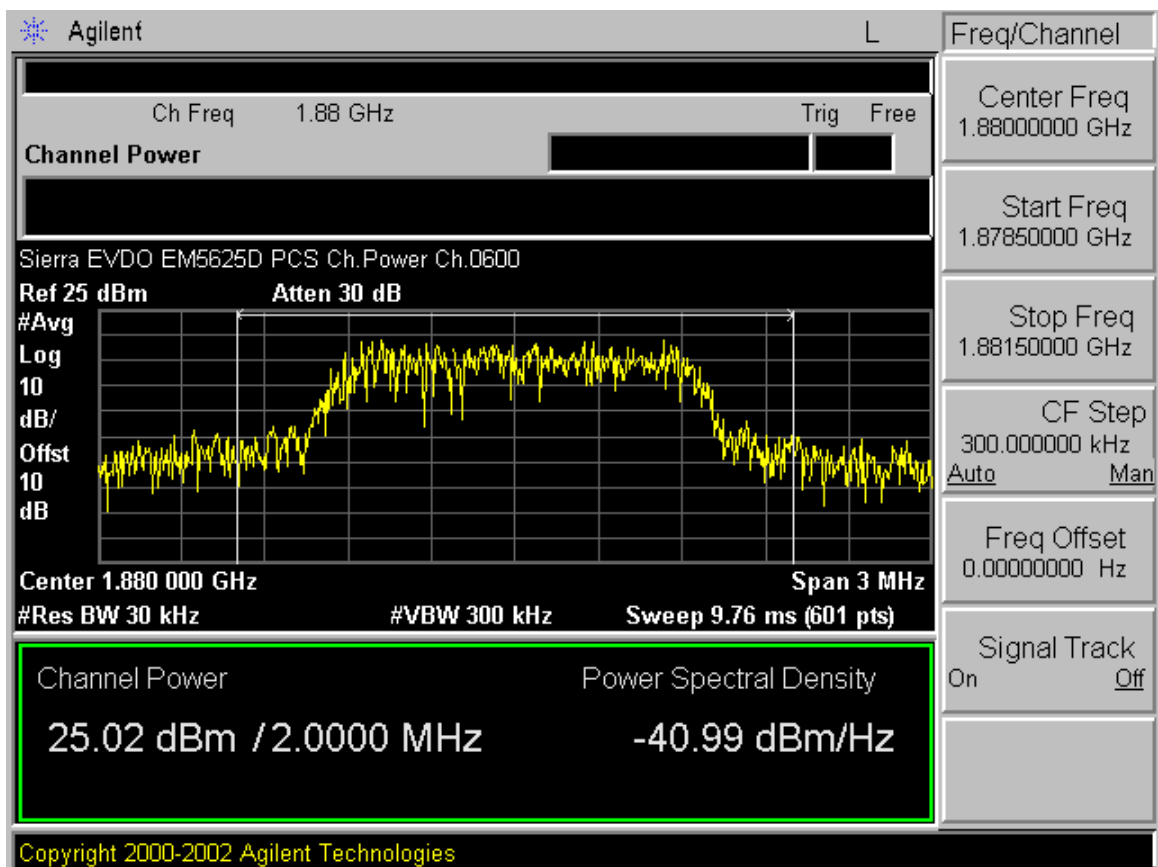 Agilent L Freq/Channel
Ch Freq 1.88 GHz Trig Free
Channel Power
Center Freq
1.88000000 GHz
Start Freq
1.87850000 GHz
Stop Freq
1.88150000 GHz
CF Step
300.000000 kHz
Auto Man
Freq Offset
0.00000000 Hz
Signal Track
On Off
Sierra EVDO EM5625D PCS Ch.Power Ch.0600
Ref 25 dBm Atten 30 dB
#Avg
Log
10
dB/
Offst
10
dB
Center 1.880 000 GHz Span 3 MHz
#Res BW 30 kHz #VBW 300 kHz Sweep 9.76 ms (601 pts)
Channel Power Power Spectral Density
25.02 dBm / 2.0000 MHz -40.99 dBm/Hz
Copyright 2000-2002 Agilent Technologies